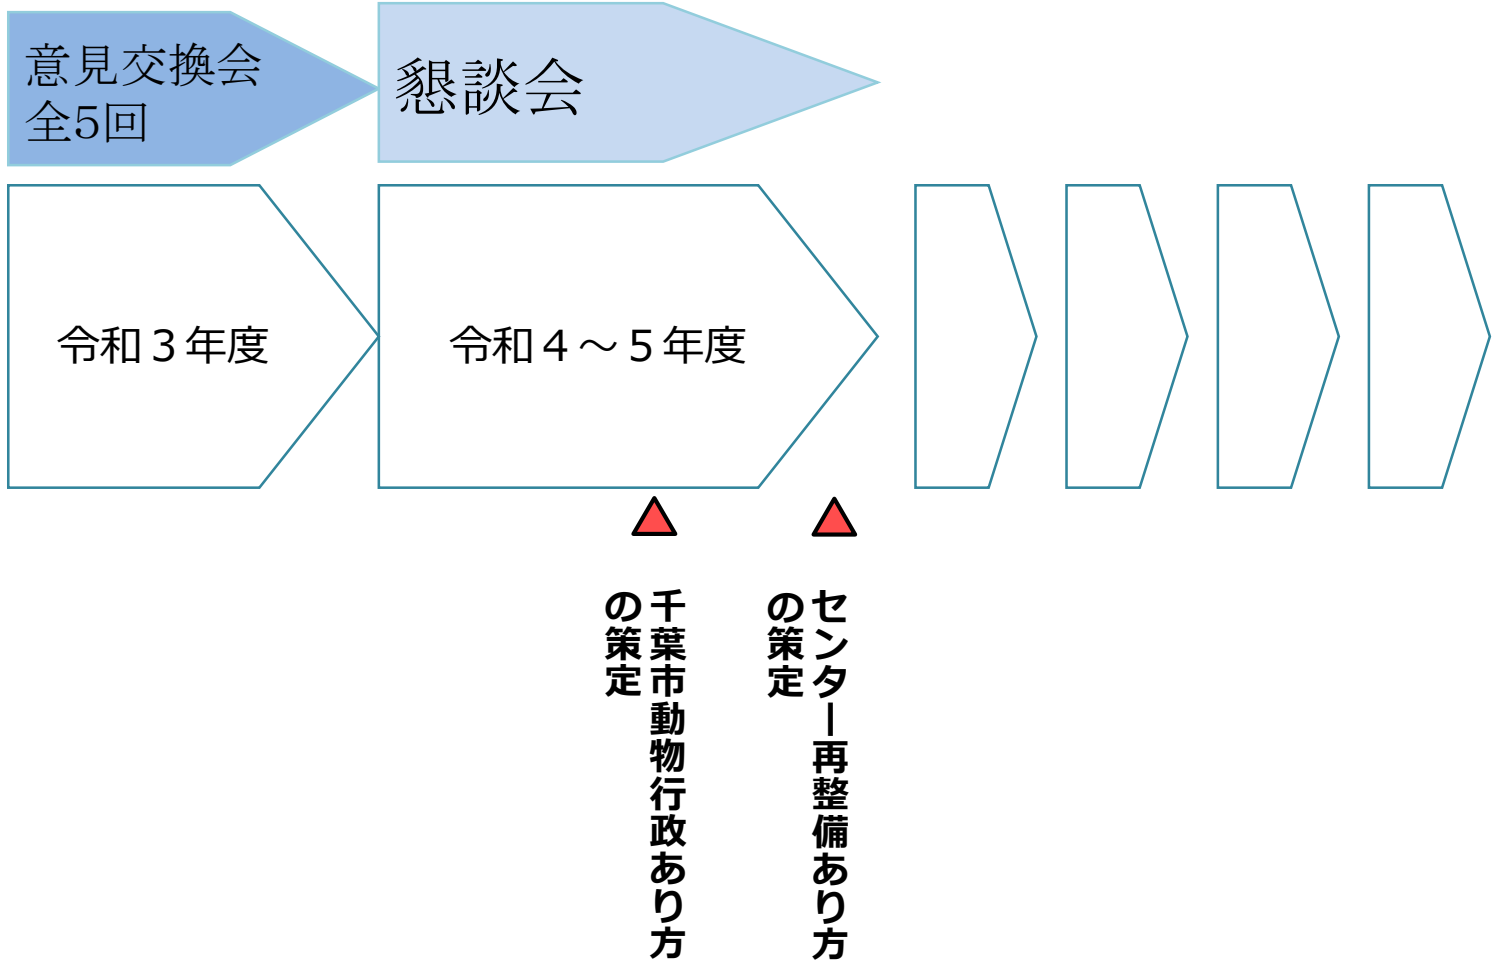 意見交換会
全5回
懇談会
令和３年度
令和４～５年度
千葉市動物行政あり方
の策定
センター再整備あり方
の策定